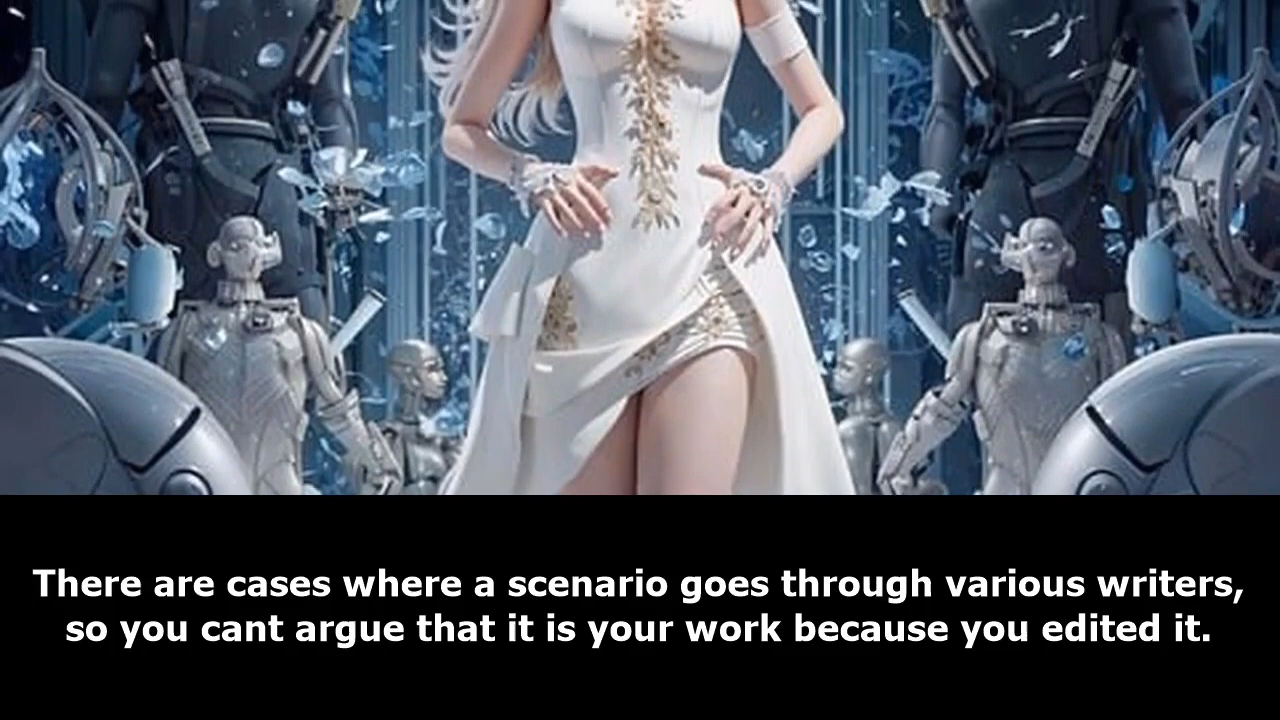 There are cases where a scenario goes through various writers,
so you cant argue that it is your work because you edited it.